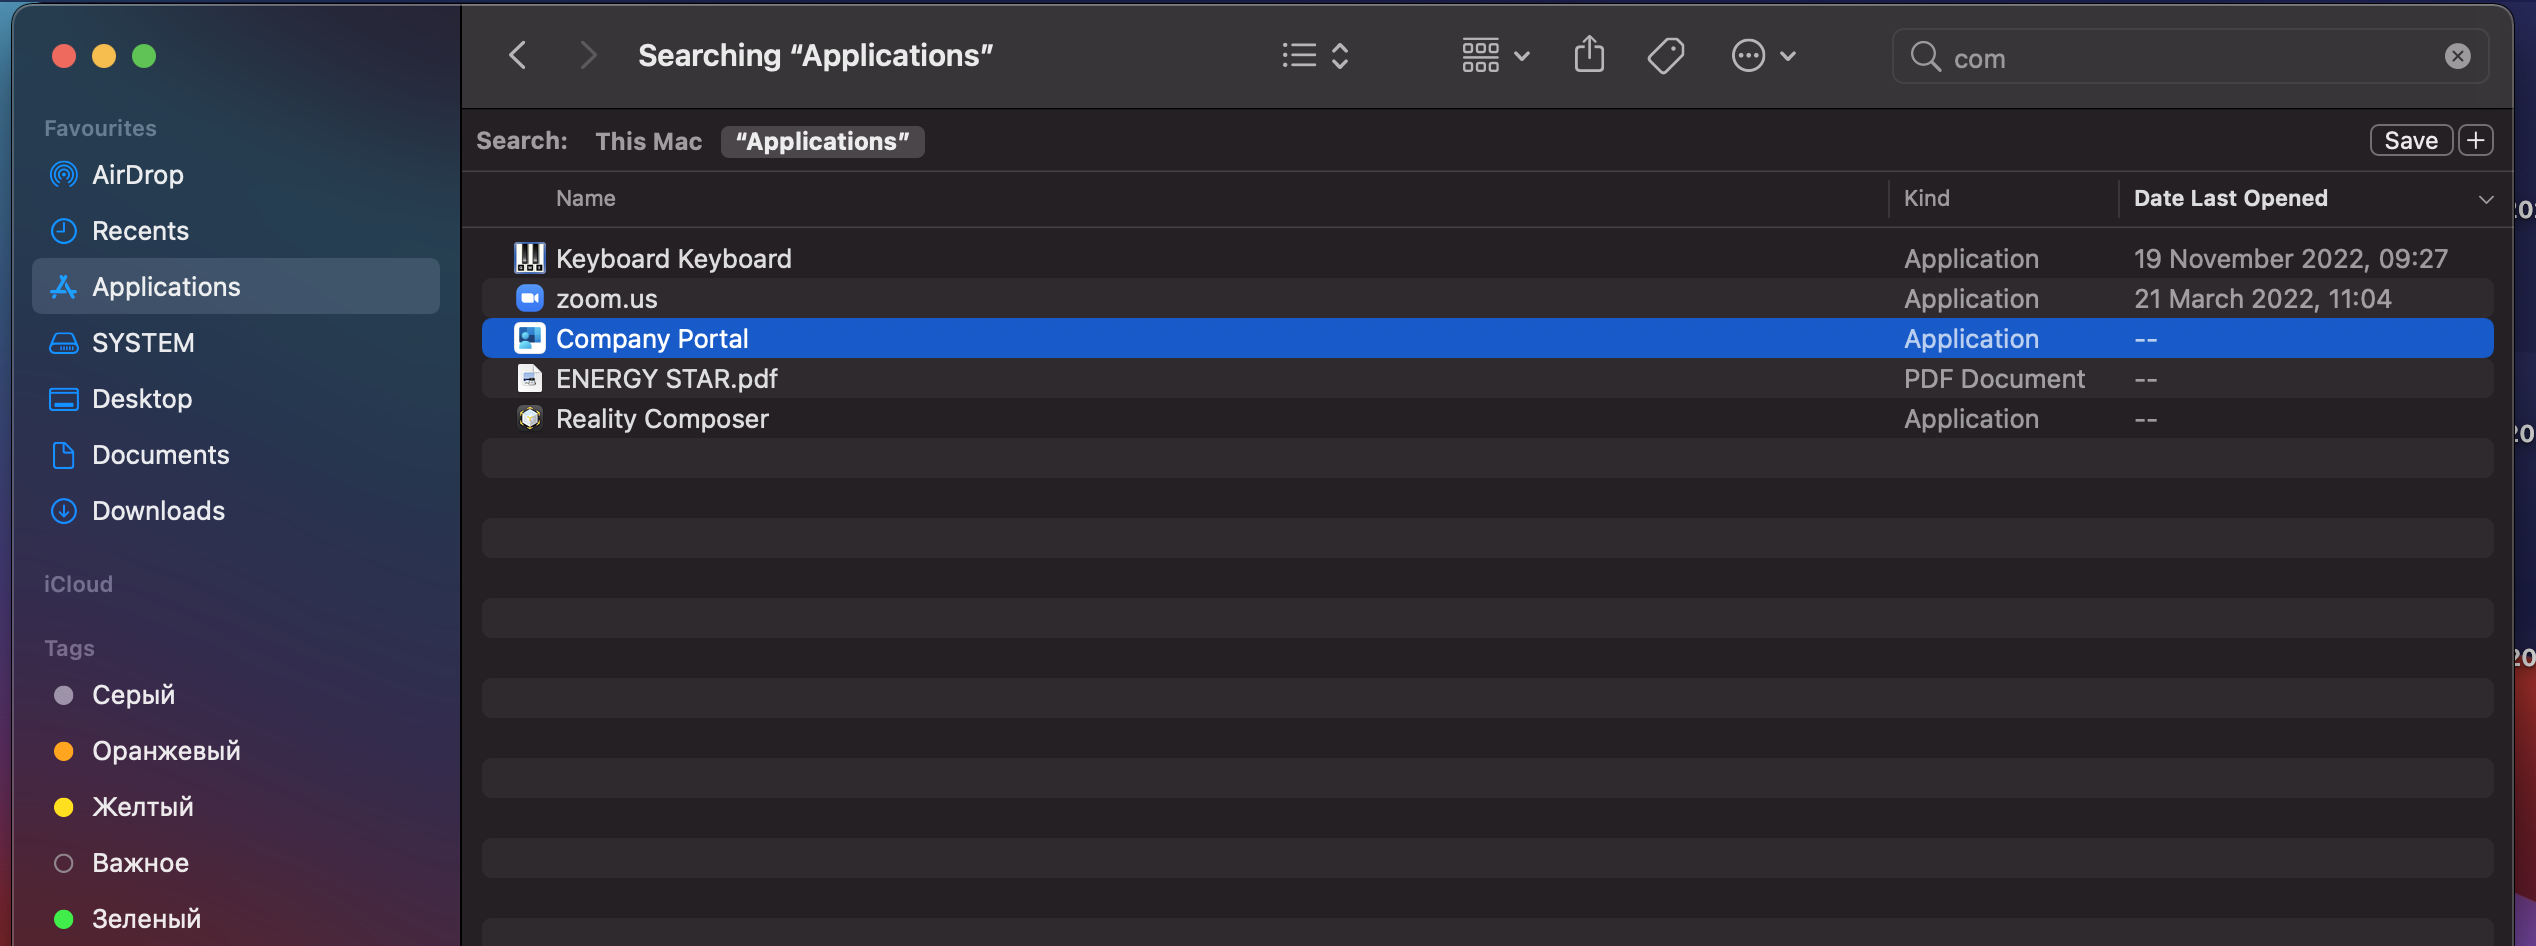 Searching “Applications”
com
Favourites
AirDrop
Recents
Applications
SYSTEM
Desktop
Documents
Downloads
iCloud
Tags
Серый
Оранжевый
Желтый
Важное
Зеленый
Search: This Mac “Applications” Save
Name Kind Date Last Opened
Keyboard Keyboard Application 19 November 2022, 09:27
zoom.us Application 21 March 2022, 11:04
Company Portal Application --
ENERGY STAR.pdf PDF Document --
Reality Composer Application --